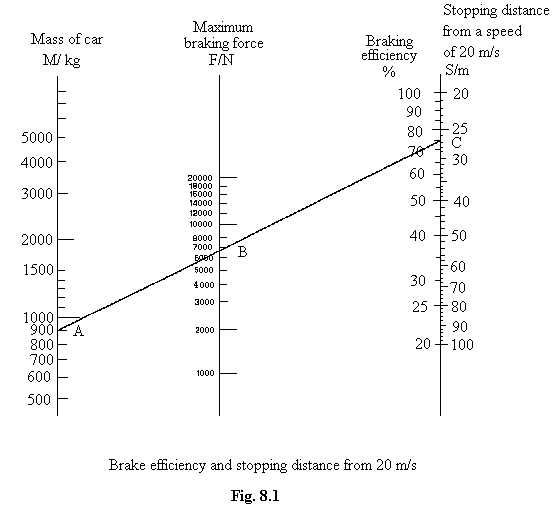 Mass of car
M/ kg
Maximum
braking force
F/N
Braking
efficiency
%
Stopping distance
from a speed
of 20 m/s
S/m
5000
4000
3000
2000
1500
1000
900
800
700
600
500
A
20000
18000
16000
14000
12000
10000
8000
7000
6000
5000
4000
3000
2000
1000
B
100
90
80
70
60
50
40
30
25
20
20
25
C
30
40
50
60
70
80
90
100
Brake efficiency and stopping distance from 20 m/s
Fig. 8.1